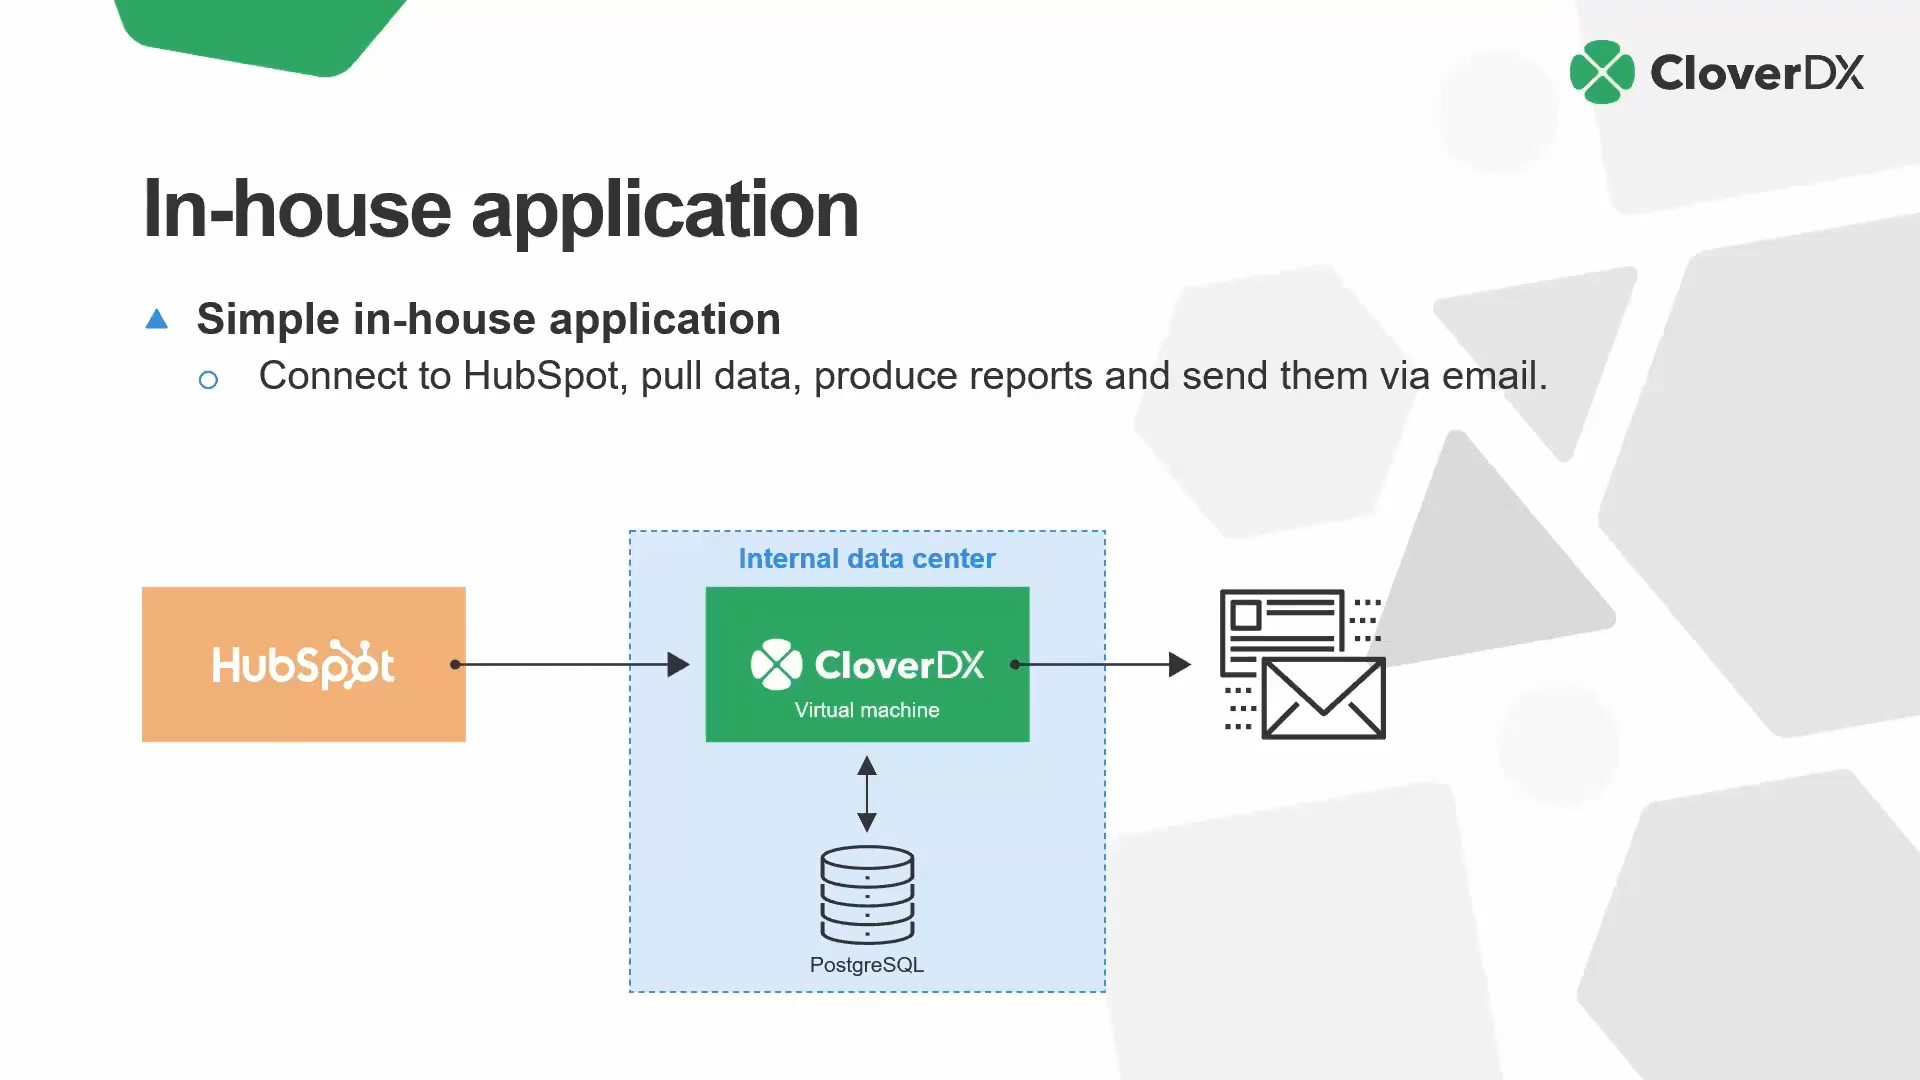 CloverDX
In-house application
Simple in-house application
Connect to HubSpot, pull data, produce reports and send them via email.
Internal data center
HubSpot
CloverDX
Virtual machine
PostgreSQL